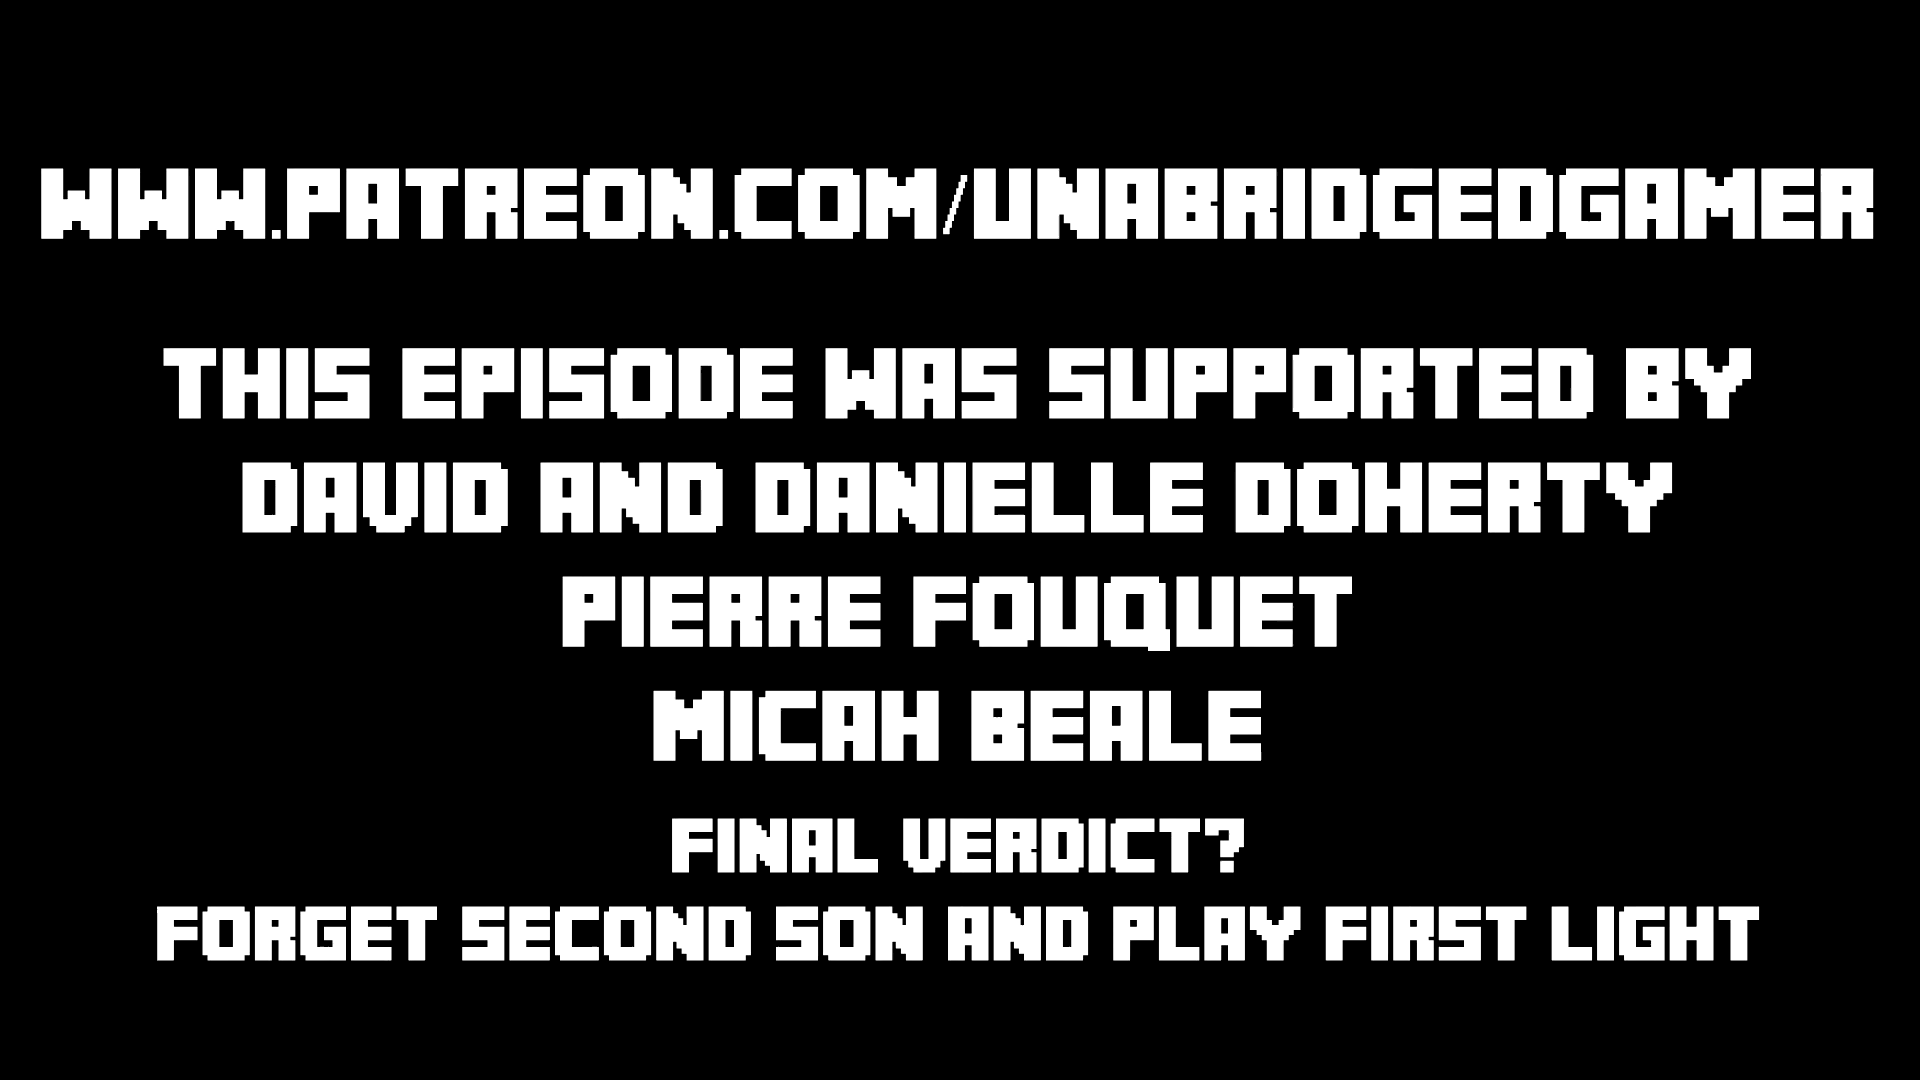 WWW.PATREON.COM/UNABRIDGEDGAMER
THIS EPISODE WAS SUPPORTED BY
DAVID AND DANIELLE DOHERTY
PIERRE FOUQUET
MICAH BEALE
FINAL VERDICT?
FORGET SECOND SON AND PLAY FIRST LIGHT